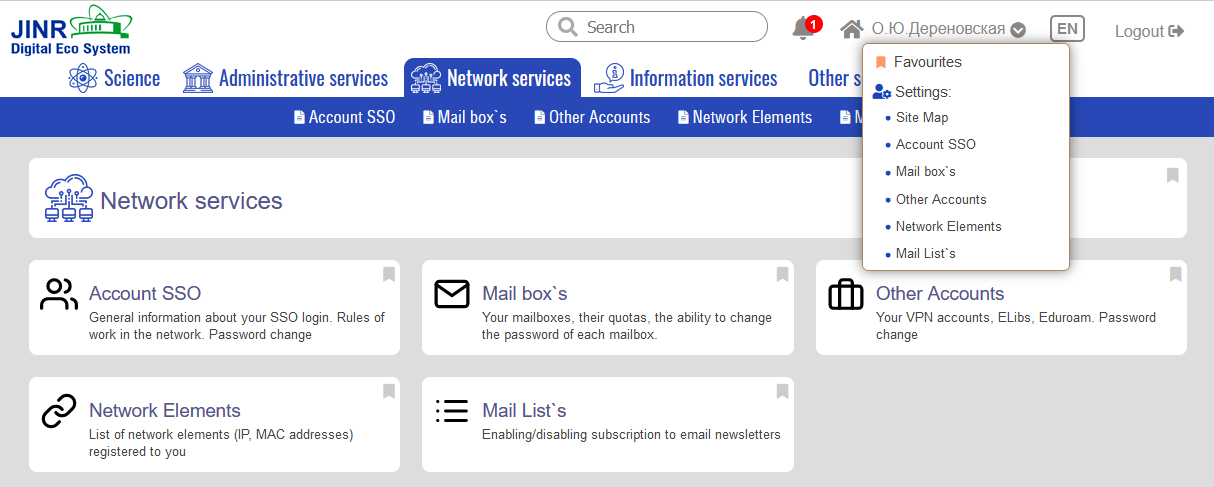 JINR
Digital Eco System
Search
1
О.Ю.Дереновская
EN
Logout
Science
Administrative services
Network services
Information services
Other s
Account SSO
Mail box`s
Other Accounts
Network Elements
M
Favourites
Settings:
Site Map
Account SSO
Mail box`s
Other Accounts
Network Elements
Mail List`s
Network services
Account SSO
General information about your SSO login. Rules of
work in the network. Password change
Mail box`s
Your mailboxes, their quotas, the ability to change
the password of each mailbox.
Other Accounts
Your VPN accounts, ELibs, Eduroam. Password
change
Network Elements
List of network elements (IP, MAC addresses)
registered to you
Mail List`s
Enabling/disabling subscription to email newsletters